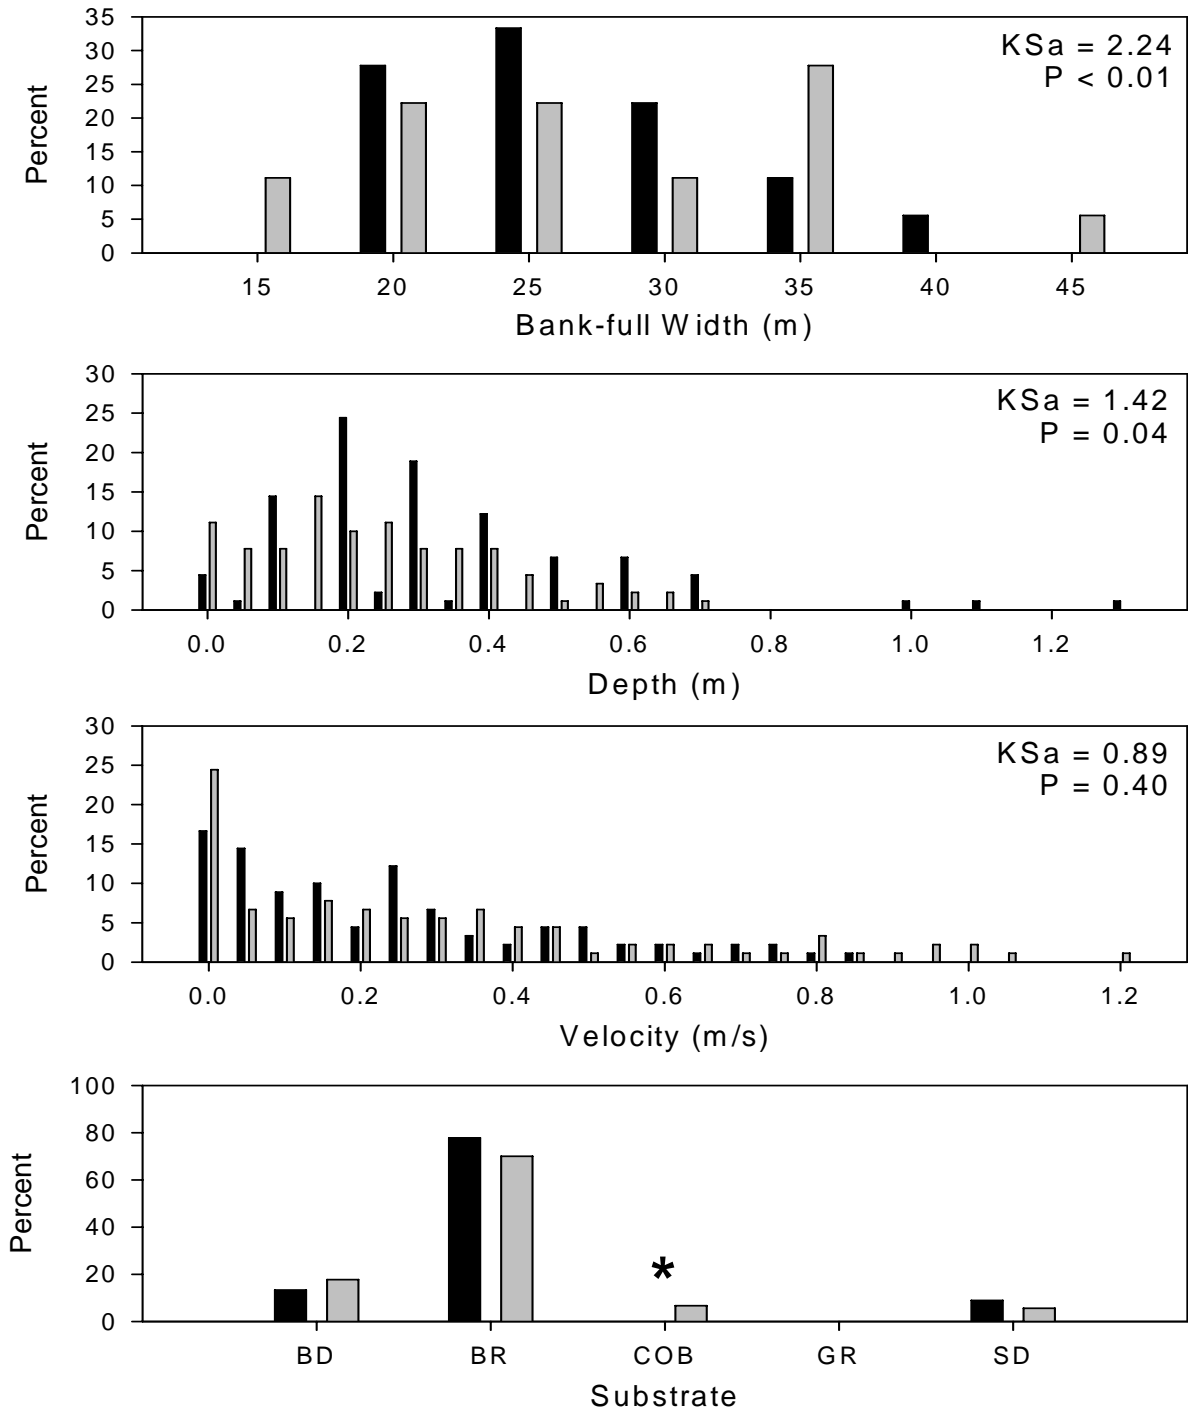 35
30
25
20
15
10
5
0
Percent
KSa = 2.24
P < 0.01
15 20 25 30 35 40 45
Bank-full Width (m)
30
25
20
15
10
5
0
Percent
KSa = 1.42
P = 0.04
0.0 0.2 0.4 0.6 0.8 1.0 1.2
Depth (m)
30
25
20
15
10
5
0
Percent
KSa = 0.89
P = 0.40
0.0 0.2 0.4 0.6 0.8 1.0 1.2
Velocity (m/s)
100
80
60
40
20
0
Percent
*
BD BR COB GR SD
Substrate